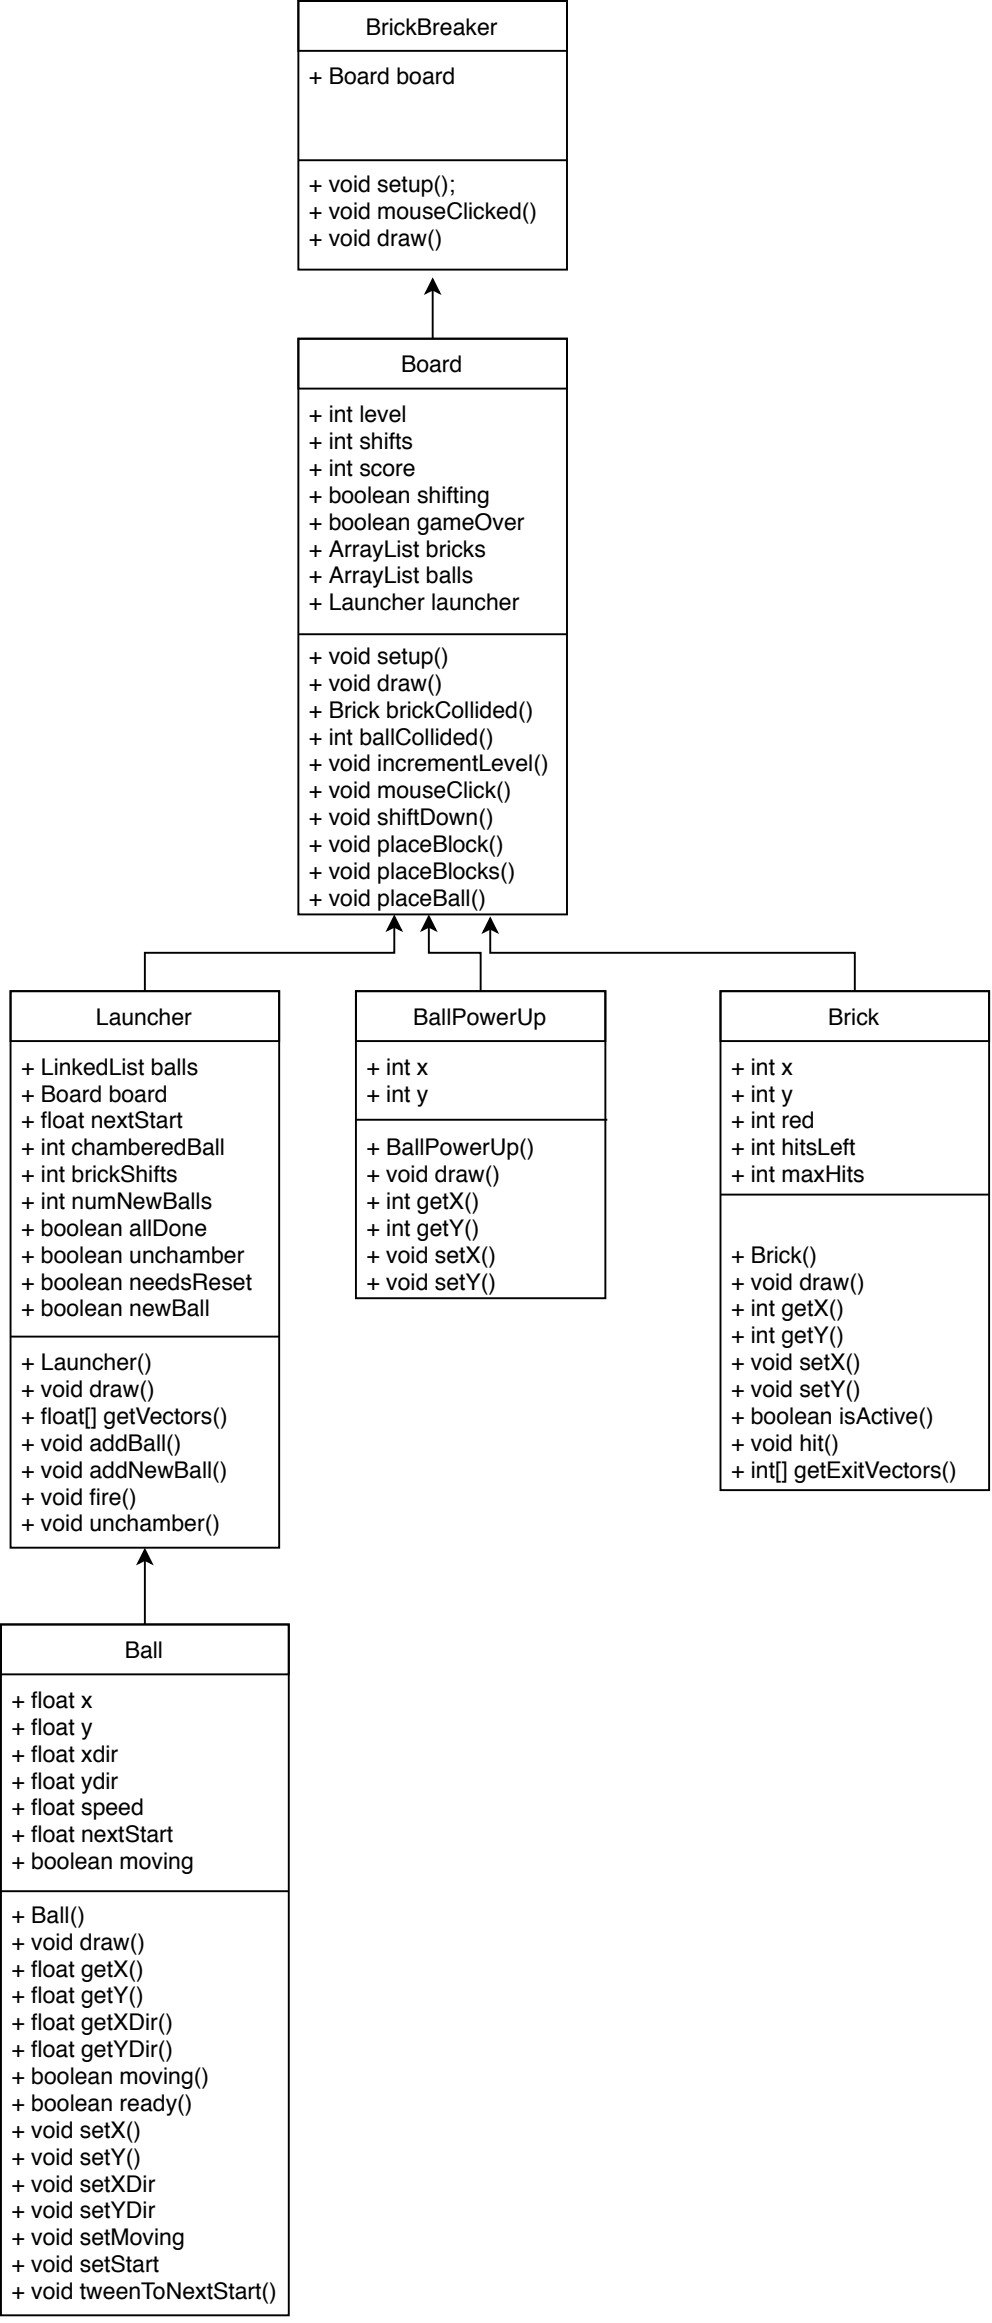 BrickBreaker
+ Board board
+ void setup();
+ void mouseClicked()
+ void draw()
Board
+ int level
+ int shifts
+ int score
+ boolean shifting
+ boolean gameOver
+ ArrayList bricks
+ ArrayList balls
+ Launcher launcher
+ void setup()
+ void draw()
+ Brick brickCollided()
+ int ballCollided()
+ void incrementLevel()
+ void mouseClick()
+ void shiftDown()
+ void placeBlock()
+ void placeBlocks()
+ void placeBall()
Launcher
+ LinkedList balls
+ Board board
+ float nextStart
+ int chamberedBall
+ int brickShifts
+ int numNewBalls
+ boolean allDone
+ boolean unchamber
+ boolean needsReset
+ boolean newBall
+ Launcher()
+ void draw()
+ float[] getVectors()
+ void addBall()
+ void addNewBall()
+ void fire()
+ void unchamber()
BallPowerUp
+ int x
+ int y
+ BallPowerUp()
+ void draw()
+ int getX()
+ int getY()
+ void setX()
+ void setY()
Brick
+ int x
+ int y
+ int red
+ int hitsLeft
+ int maxHits
+ Brick()
+ void draw()
+ int getX()
+ int getY()
+ void setX()
+ void setY()
+ boolean isActive()
+ void hit()
+ int[] getExitVectors()
Ball
+ float x
+ float y
+ float xdir
+ float ydir
+ float speed
+ float nextStart
+ boolean moving
+ Ball()
+ void draw()
+ float getX()
+ float getY()
+ float getXDir()
+ float getYDir()
+ boolean moving()
+ boolean ready()
+ void setX()
+ void setY()
+ void setXDir
+ void setYDir
+ void setMoving
+ void setStart
+ void tweenToNextStart()